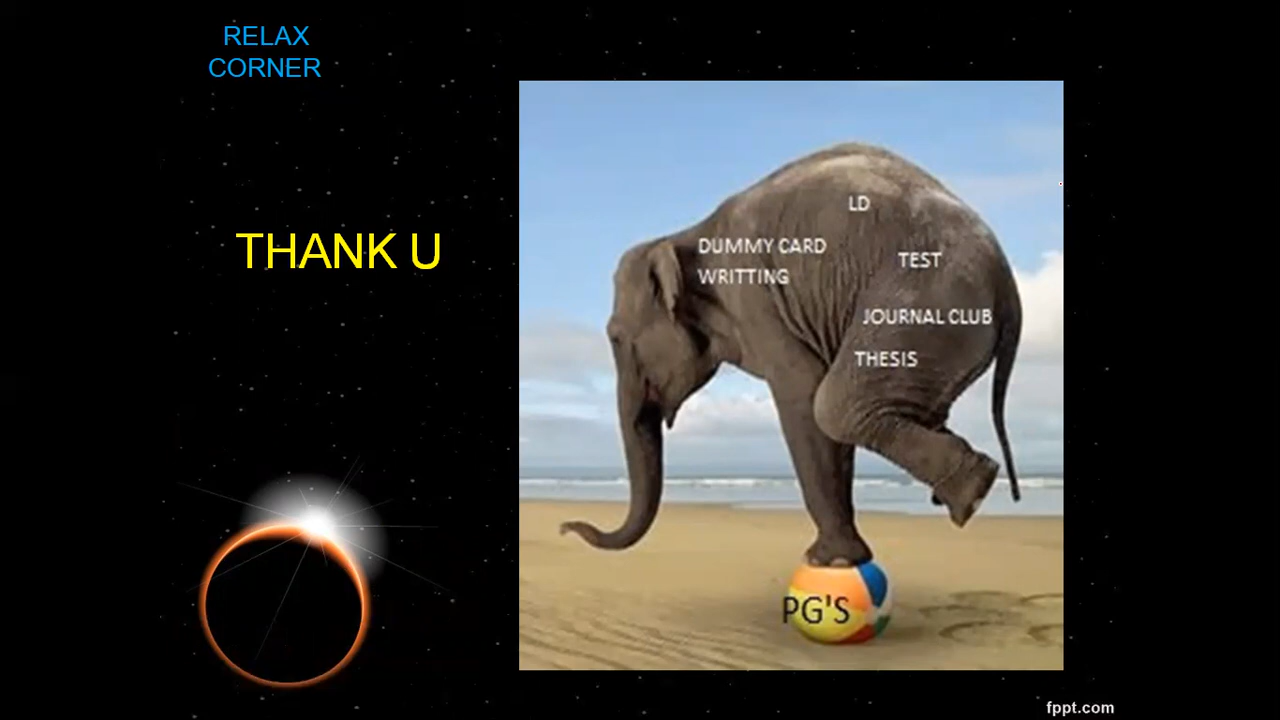 RELAX
CORNER
THANK U
LD
DUMMY CARD
WRITTING
TEST
JOURNAL CLUB
THESIS
PG'S
fppt.com